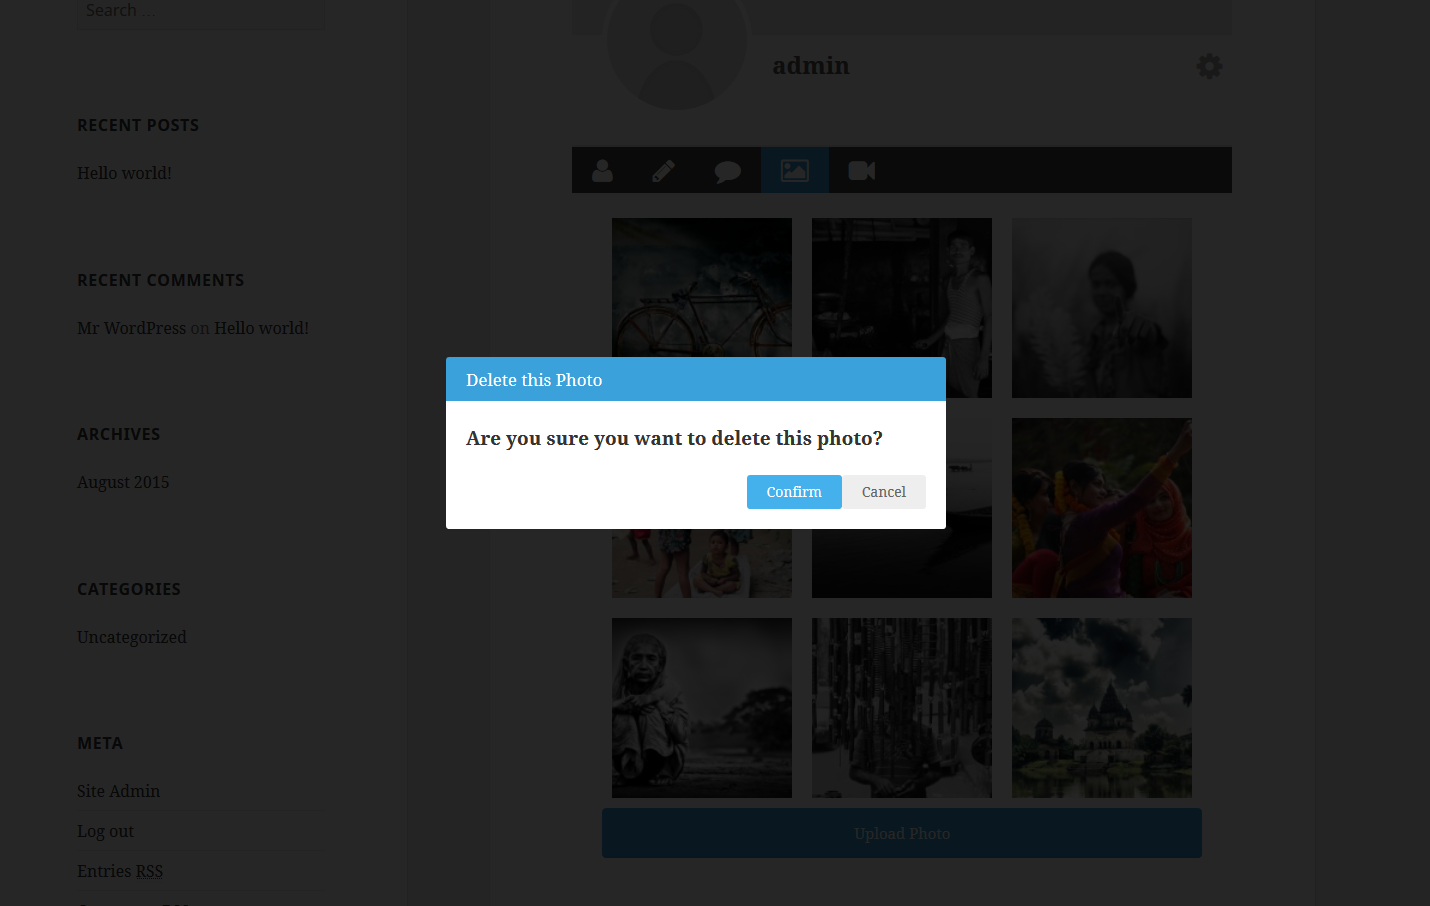 Search ...
RECENT POSTS
Hello world!
RECENT COMMENTS
Mr WordPress on Hello world!
ARCHIVES
August 2015
CATEGORIES
Uncategorized
META
Site Admin
Log out
Entries RSS
admin
Delete this Photo
Are you sure you want to delete this photo?
Confirm
Cancel
Upload Photo